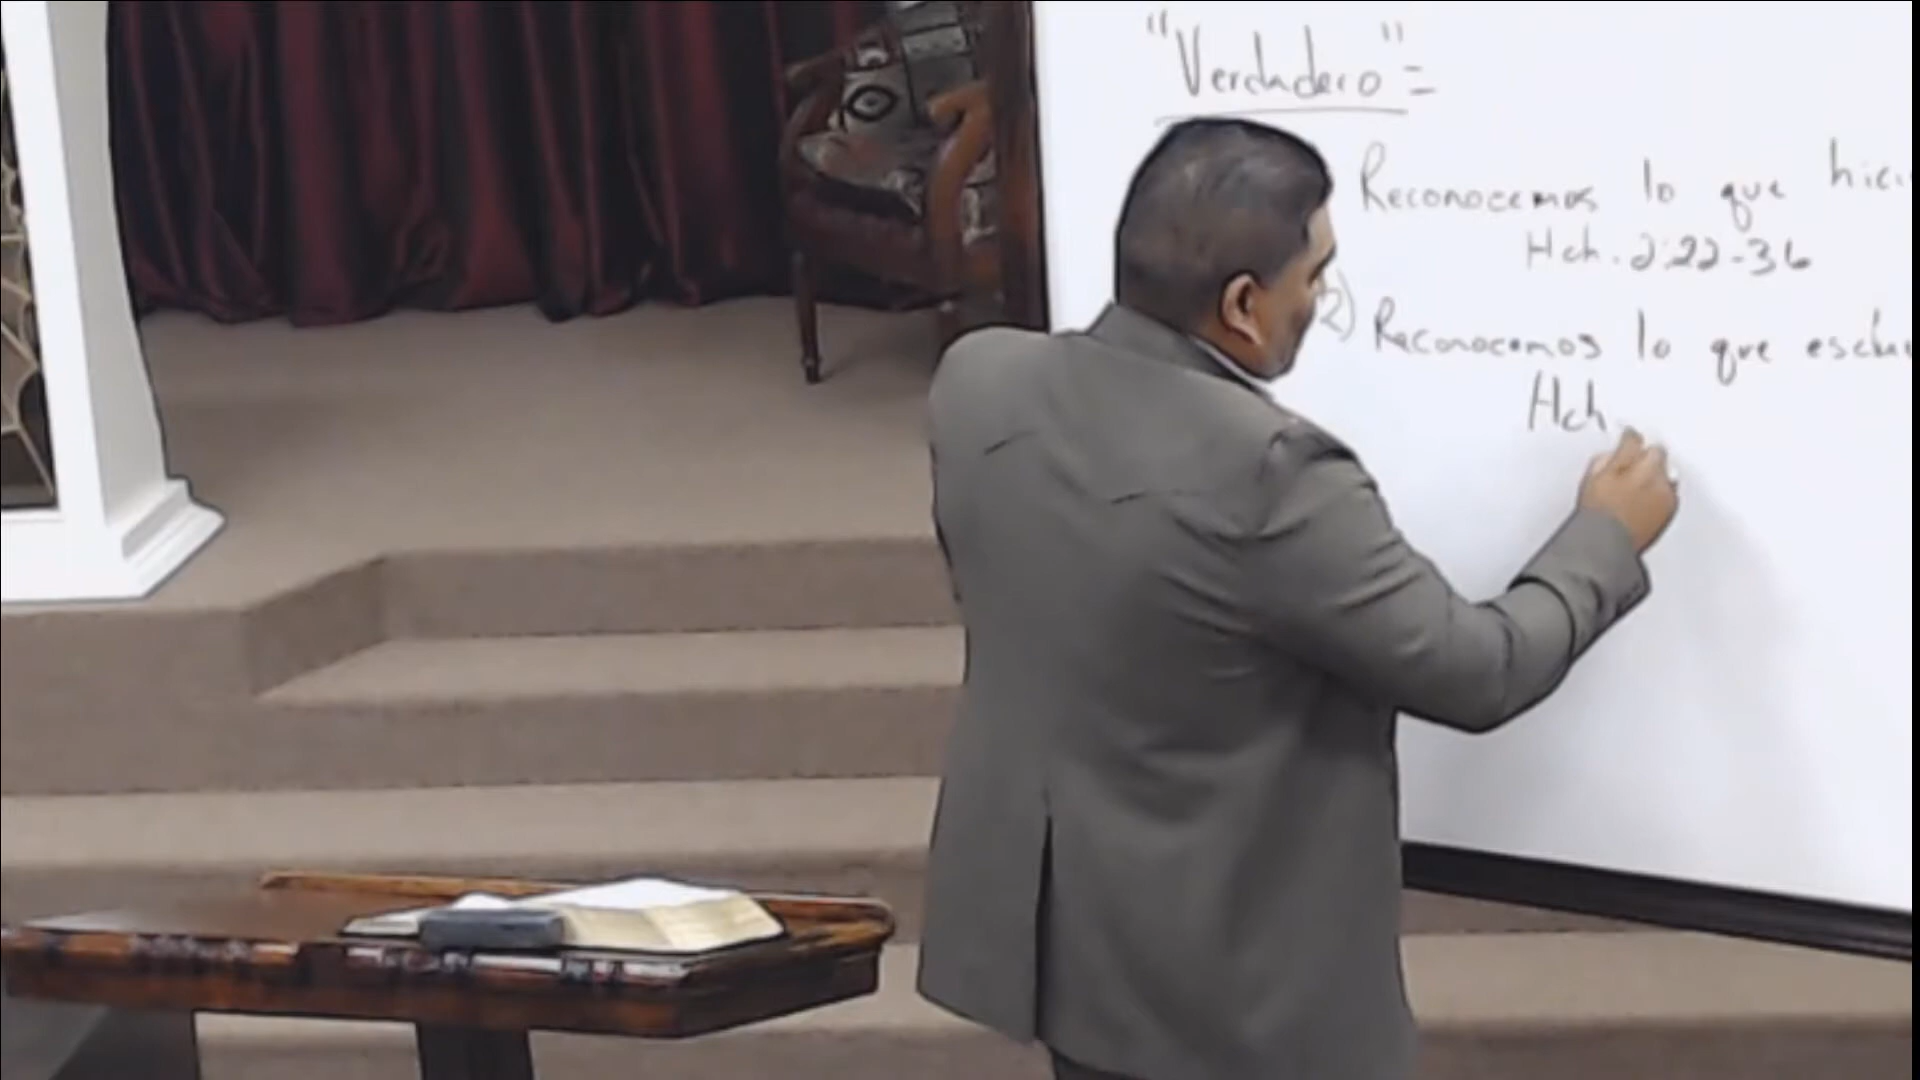 "Verdadero"=
Reconocemos lo que
Hch. 2:22-36
2) Reconocemos lo que
Hch